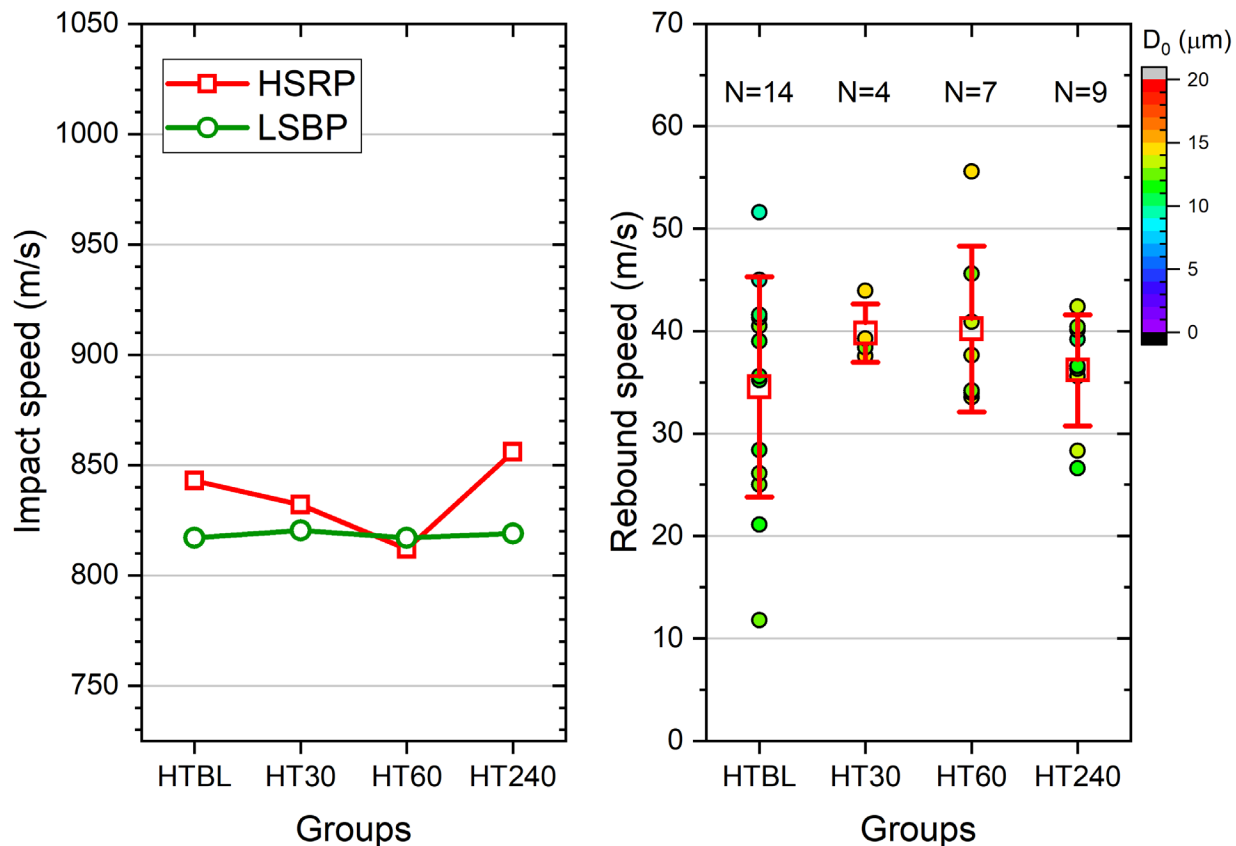 1050
1000
950
900
850
800
750
Impact speed (m/s)
HSRP
LSBP
HTBL HT30 HT60 HT240
Groups
70
60
50
40
30
20
10
0
Rebound speed (m/s)
N=14 N=4 N=7 N=9
HTBL HT30 HT60 HT240
Groups
D₀ (μm)
20
15
10
5
0